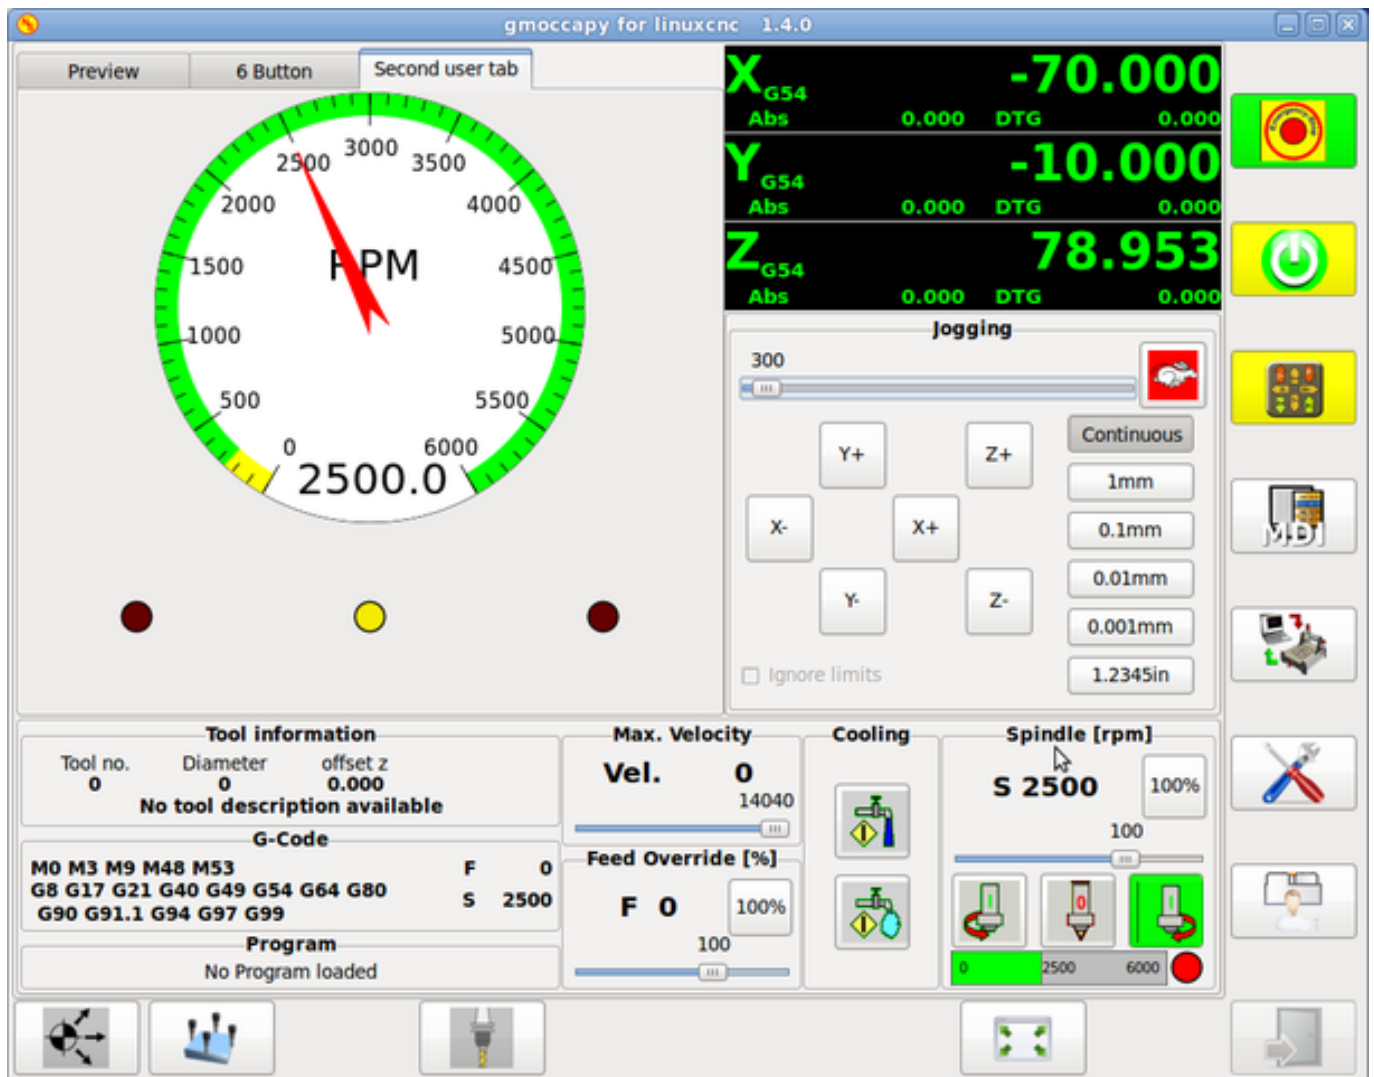 gmoccapy for linuxcnc 1.4.0
Preview
6 Button
Second user tab
0
500
1000
1500
2000
2500
3000
3500
4000
4500
5000
5500
6000
RPM
2500.0
X G54 -70.000
Abs 0.000 DTG 0.000
Y G54 -10.000
Abs 0.000 DTG 0.000
Z G54 78.953
Abs 0.000 DTG 0.000
Jogging
300
Y+
Z+
X-
X+
Y-
Z-
Continuous
1mm
0.1mm
0.01mm
0.001mm
1.2345in
Ignore limits
MDI
Tool information
Tool no. Diameter offset z
0 0 0.000
No tool description available
G-Code
M0 M3 M9 M48 M53
G8 G17 G21 G40 G49 G54 G64 G80
G90 G91.1 G94 G97 G99
F 0
S 2500
Program
No Program loaded
Max. Velocity
Vel. 0
14040
Feed Override [%]
F 0
100%
100
Cooling
Spindle [rpm]
S 2500
100%
100
I
0
I
0 2500 6000